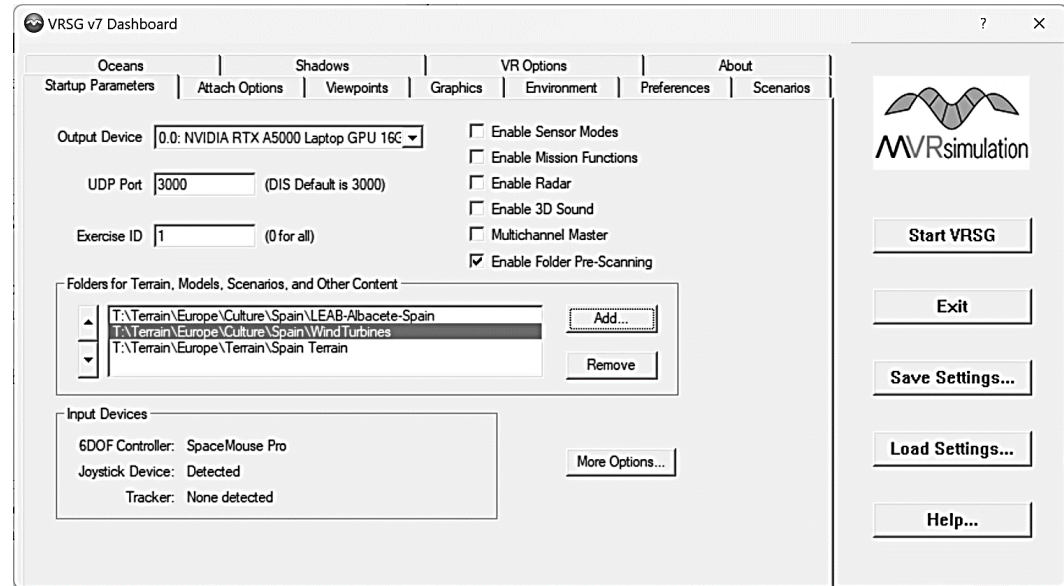 VRSG v7 Dashboard
? ×
Oceans Shadows VR Options About
Startup Parameters Attach Options Viewpoints Graphics Environment Preferences Scenarios
Output Device 0.0: NVIDIA RTX A5000 Laptop GPU 16G
UDP Port 3000 (DIS Default is 3000)
Exercise ID 1 (0 for all)
Enable Sensor Modes
Enable Mission Functions
Enable Radar
Enable 3D Sound
Multichannel Master
Enable Folder Pre-Scanning
Folders for Terrain, Models, Scenarios, and Other Content
T:\Terrain\Europe\Culture\Spain\LEAB-Albacete-Spain
T:\Terrain\Europe\Culture\Spain\WindTurbines
T:\Terrain\Europe\Terrain\Spain Terrain
Add...
Remove
Input Devices
6DOF Controller: SpaceMouse Pro
Joystick Device: Detected
Tracker: None detected
More Options...
MVRsimulation
Start VRSG
Exit
Save Settings...
Load Settings...
Help...